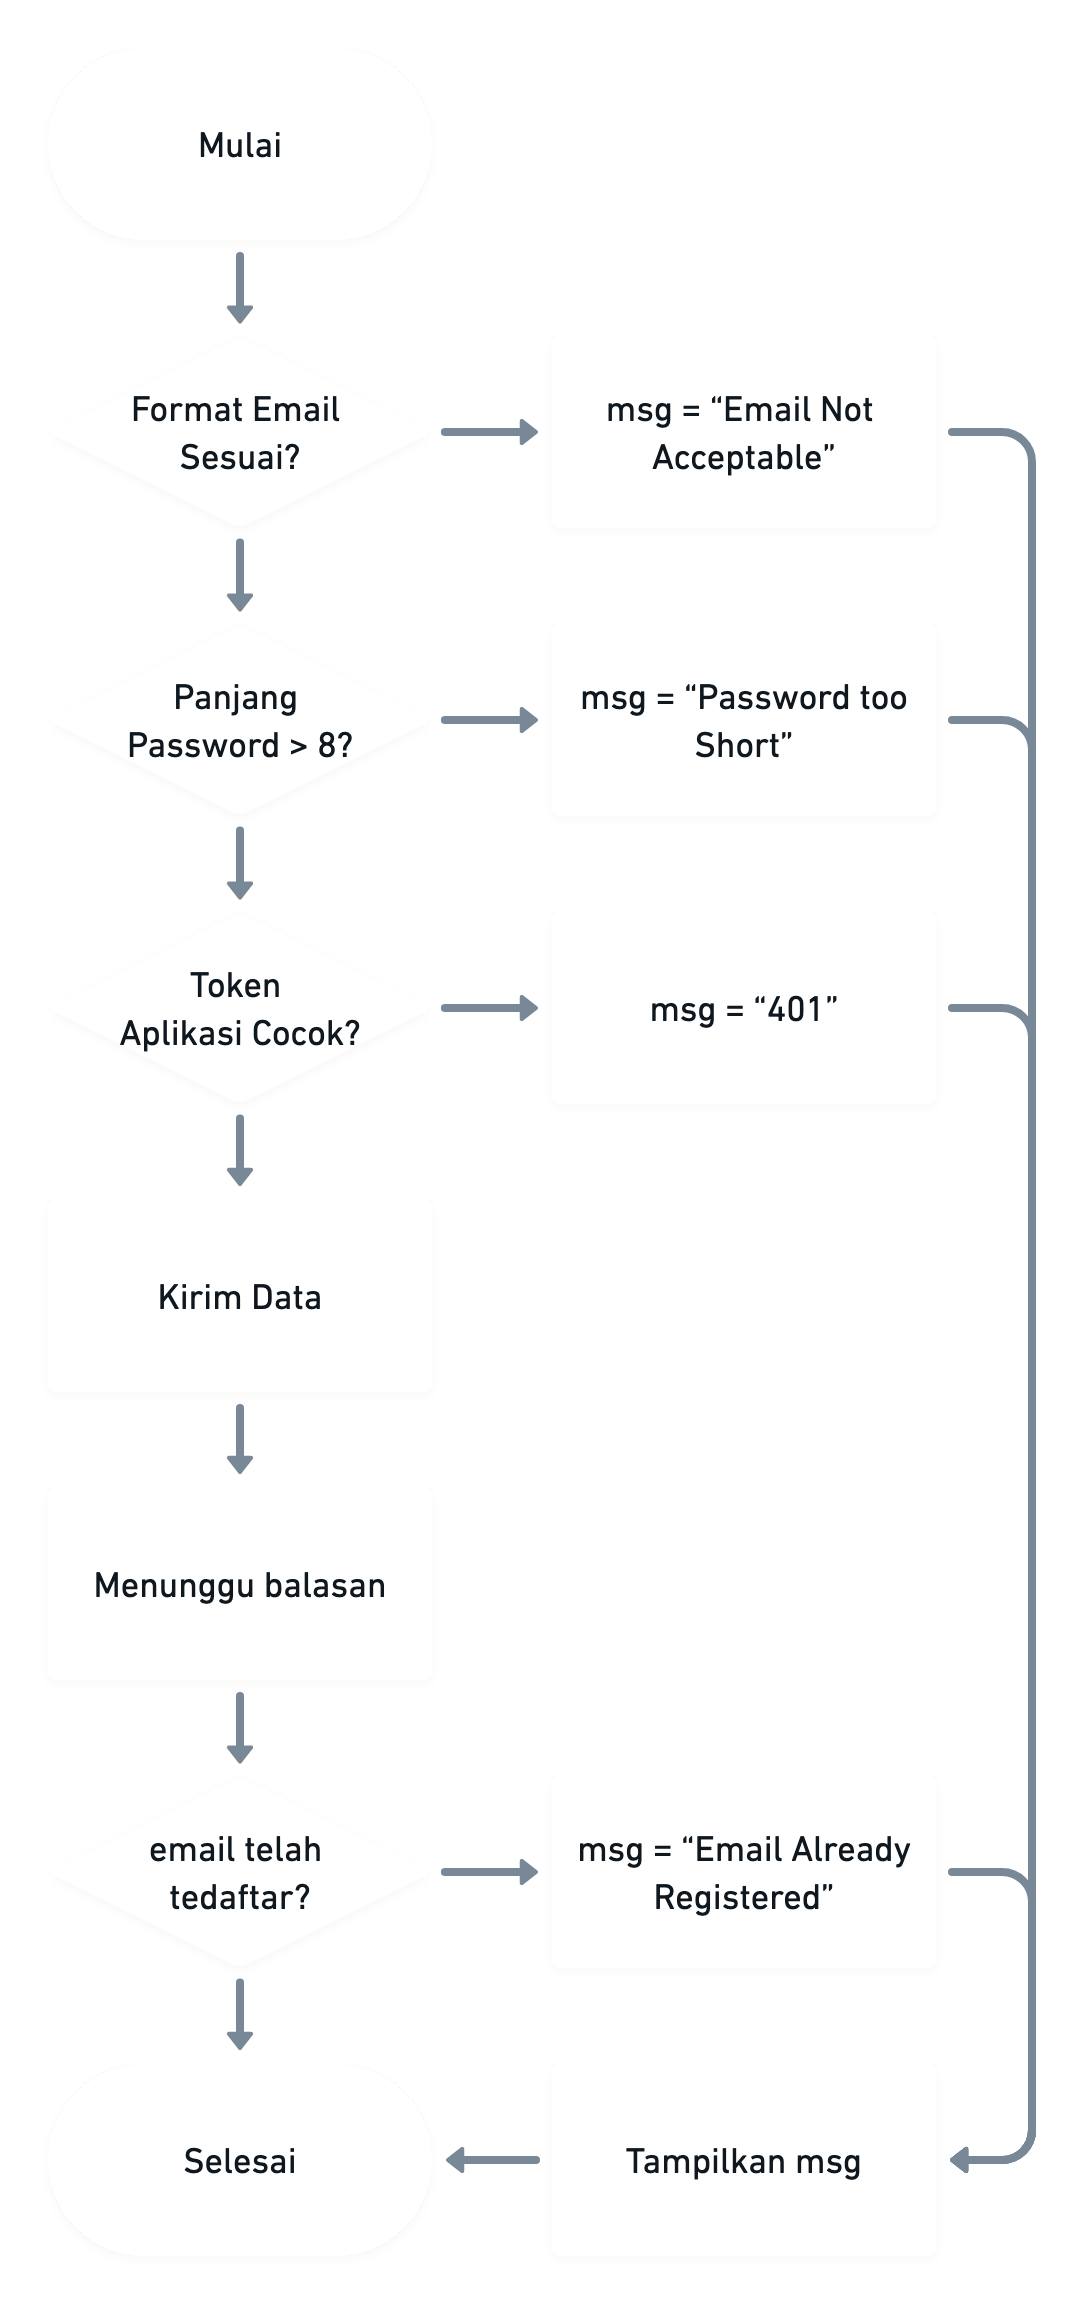 Mulai
Format Email
Sesuai?
msg = “Email Not
Acceptable”
Panjang
Password > 8?
msg = “Password too
Short”
Token
Aplikasi Cocok?
msg = “401”
Kirim Data
Menunggu balasan
email telah
tedaftar?
msg = “Email Already
Registered”
Selesai
Tampilkan msg